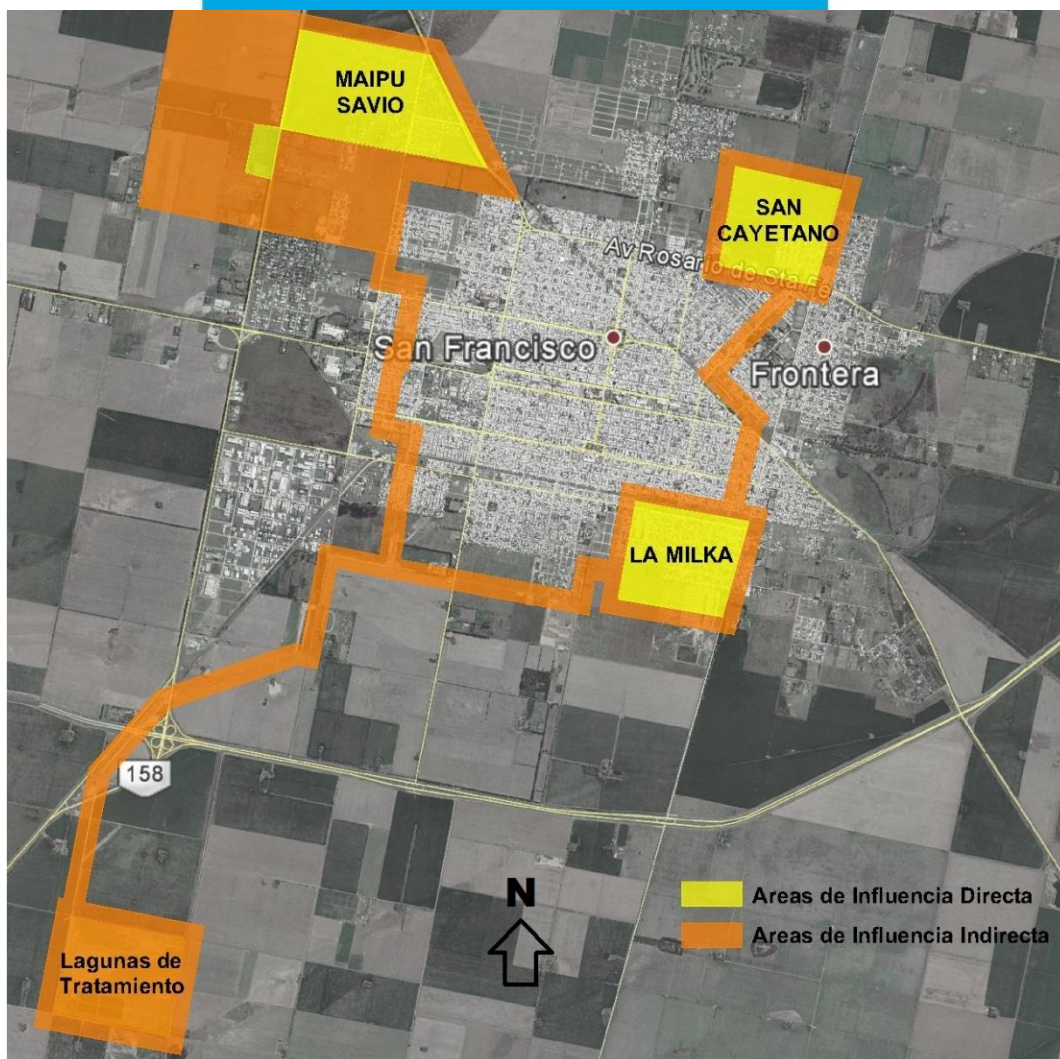 MAIPU
SAVIO
SAN
CAYETANO
Av Rosario de Sta Fe
San Francisco
Frontera
LA MILKA
158
N
Areas de Influencia Directa
Areas de Influencia Indirecta
Lagunas de
Tratamiento